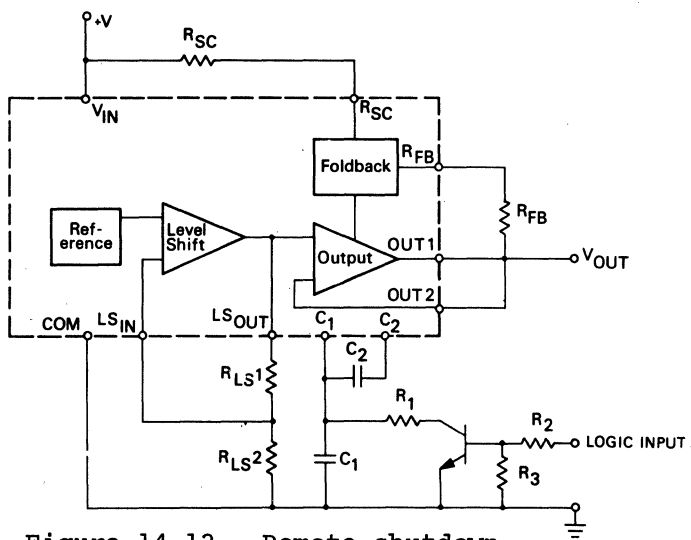 +V
RSC
VIN
RSC
Foldback
RFB
RFB
Ref-
erence
Level
Shift
Output
OUT1
VOUT
OUT2
COM
LSIN
LSOUT
C1
C2
C2
RLS1
R1
R2
LOGIC INPUT
RLS2
C1
R3
Figure 14-12 Remote shutdown